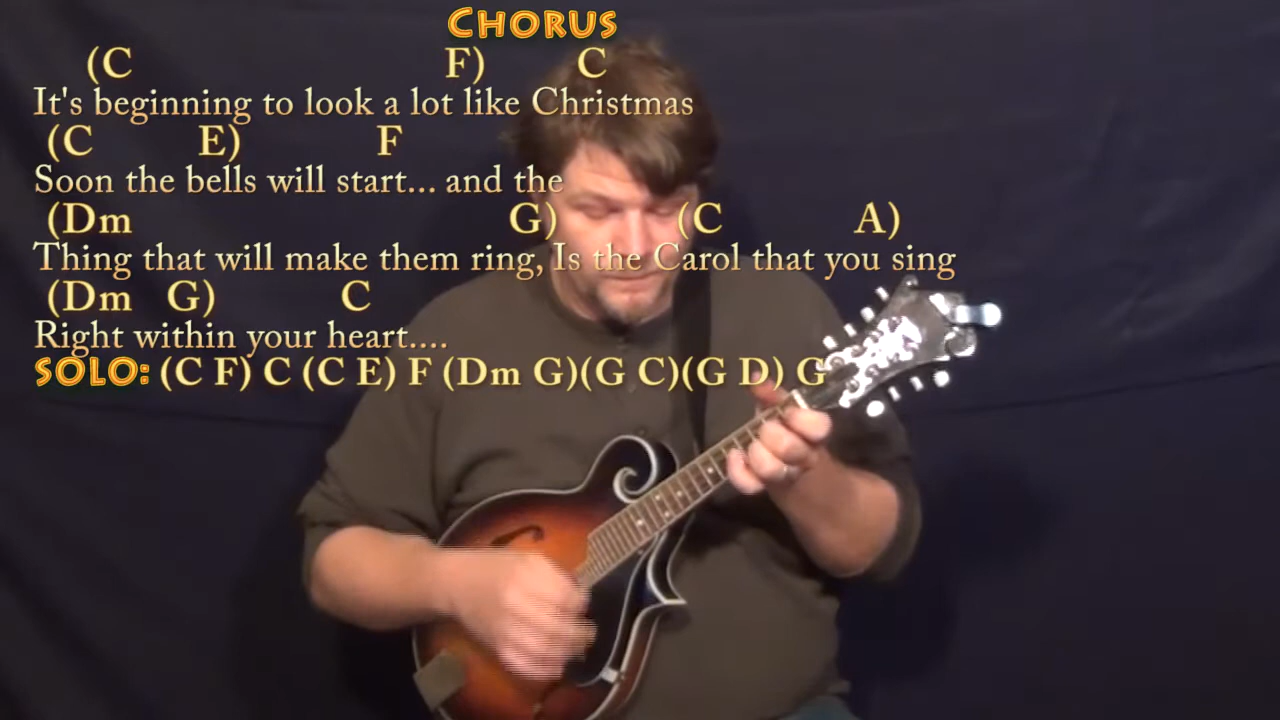 CHORUS
(C F) C
It's beginning to look a lot like Christmas
(C E) F
Soon the bells will start... and the
(Dm G) (C A)
Thing that will make them ring, Is the Carol that you sing
(Dm G) C
Right within your heart....
SOLO: (C F) C (C E) F (Dm G)(G C)(G D) G